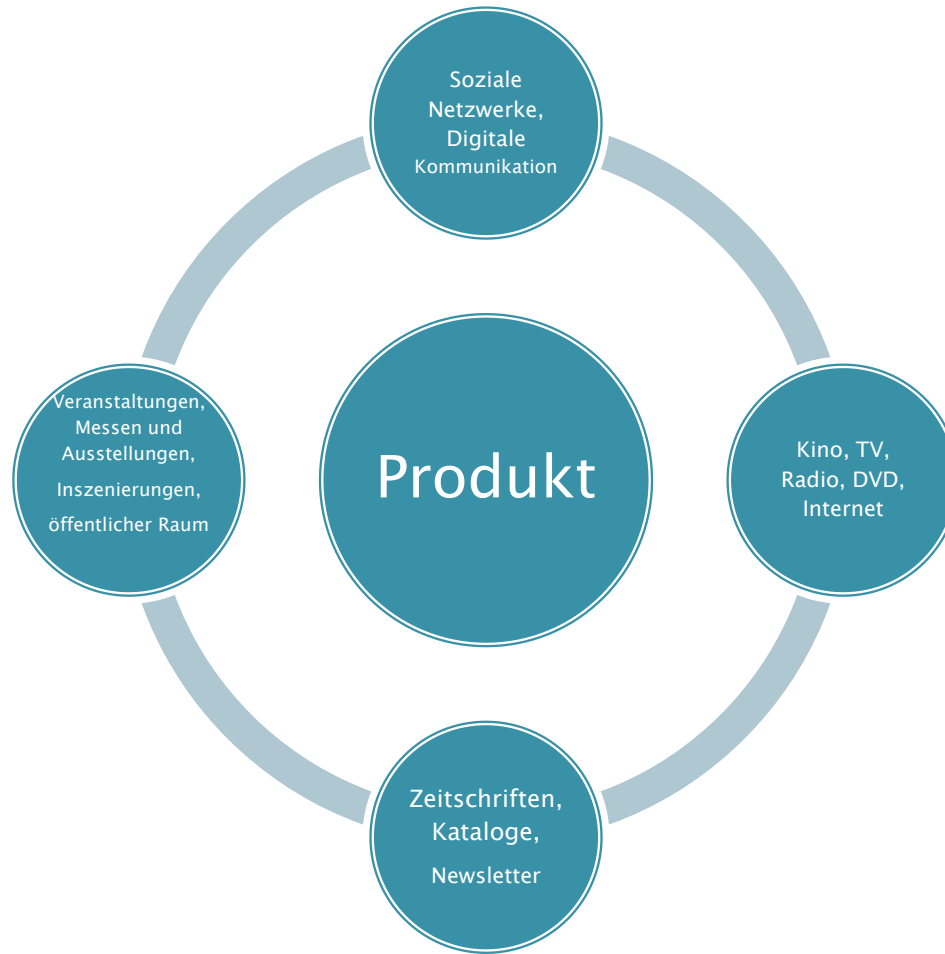 Soziale
Netzwerke,
Digitale
Kommunikation
Veranstaltungen,
Messen und
Ausstellungen,
Inszenierungen,
öffentlicher Raum
Produkt
Kino, TV,
Radio, DVD,
Internet
Zeitschriften,
Kataloge,
Newsletter